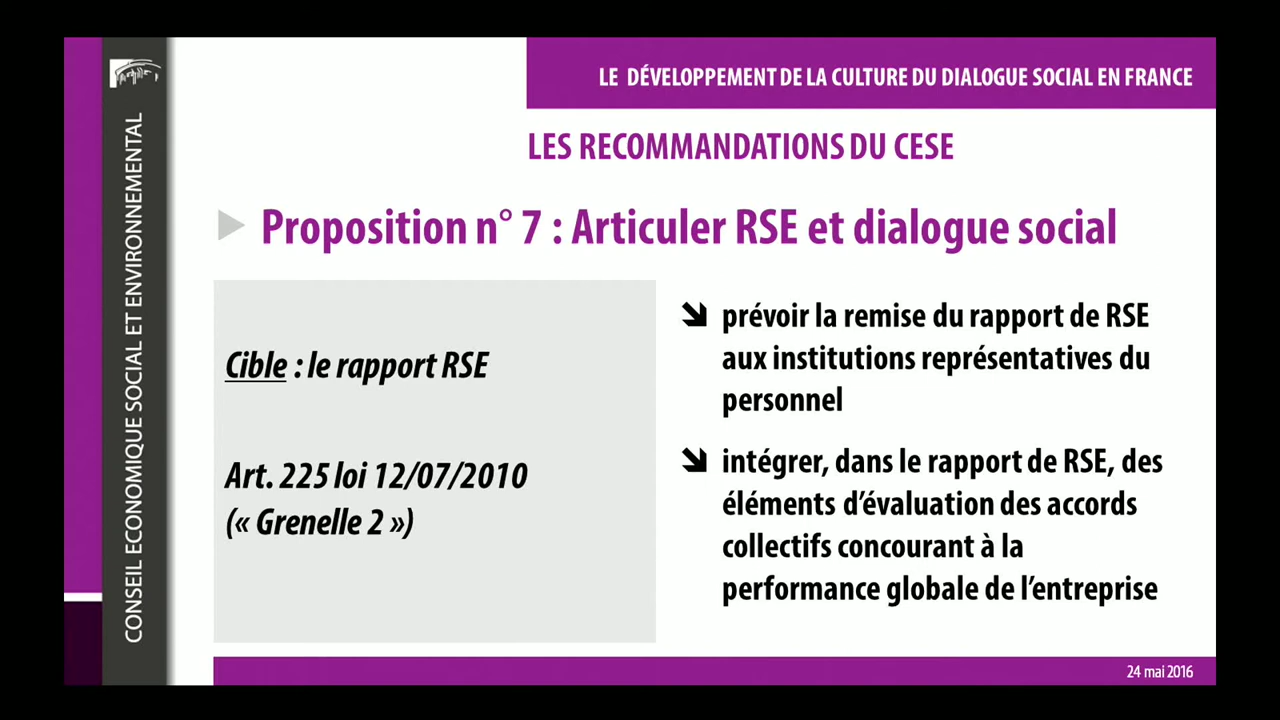 LE DÉVELOPPEMENT DE LA CULTURE DU DIALOGUE SOCIAL EN FRANCE
LES RECOMMANDATIONS DU CESE
Proposition n° 7 : Articuler RSE et dialogue social
Cible : le rapport RSE
Art. 225 loi 12/07/2010
(« Grenelle 2 »)
prévoir la remise du rapport de RSE
aux institutions représentatives du
personnel
intégrer, dans le rapport de RSE, des
éléments d’évaluation des accords
collectifs concourant à la
performance globale de l’entreprise
CONSEIL ECONOMIQUE SOCIAL ET ENVIRONNEMENTAL
24 mai 2016